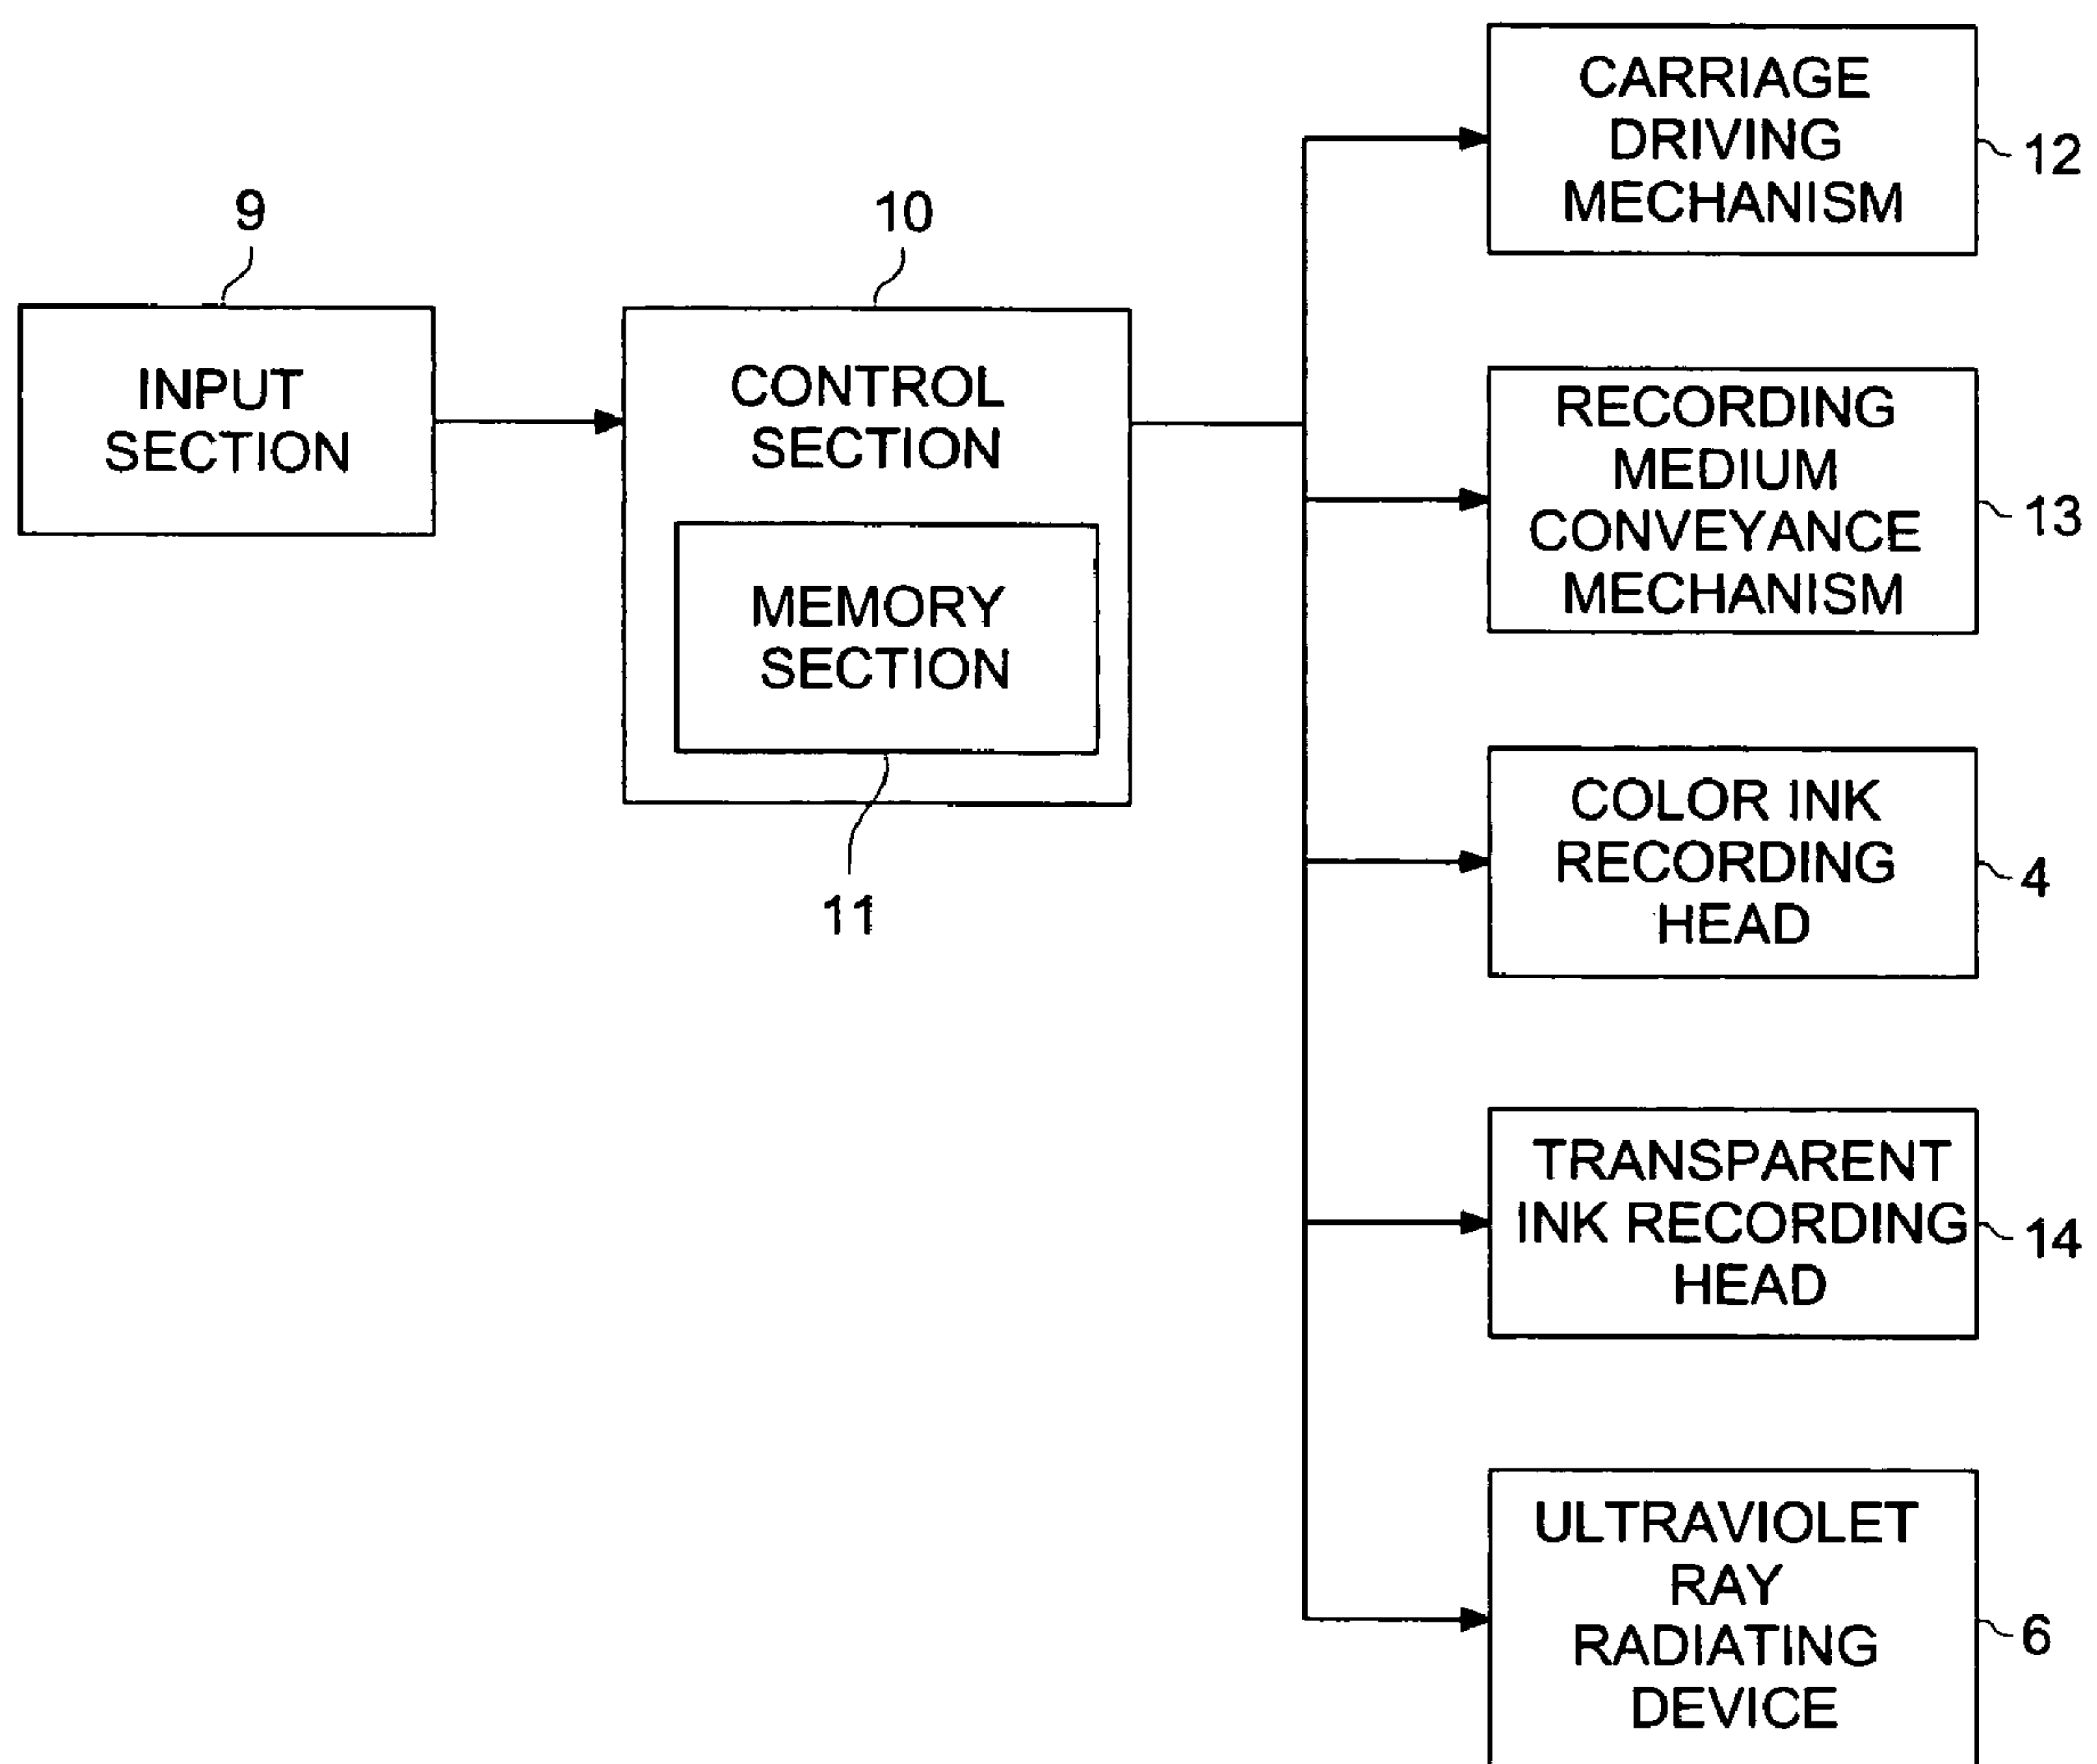 9
INPUT
SECTION
10
CONTROL
SECTION
MEMORY
SECTION
11
CARRIAGE
DRIVING
MECHANISM
12
RECORDING
MEDIUM
CONVEYANCE
MECHANISM
13
COLOR INK
RECORDING
HEAD
4
TRANSPARENT
INK RECORDING
HEAD
14
ULTRAVIOLET
RAY
RADIATING
DEVICE
6